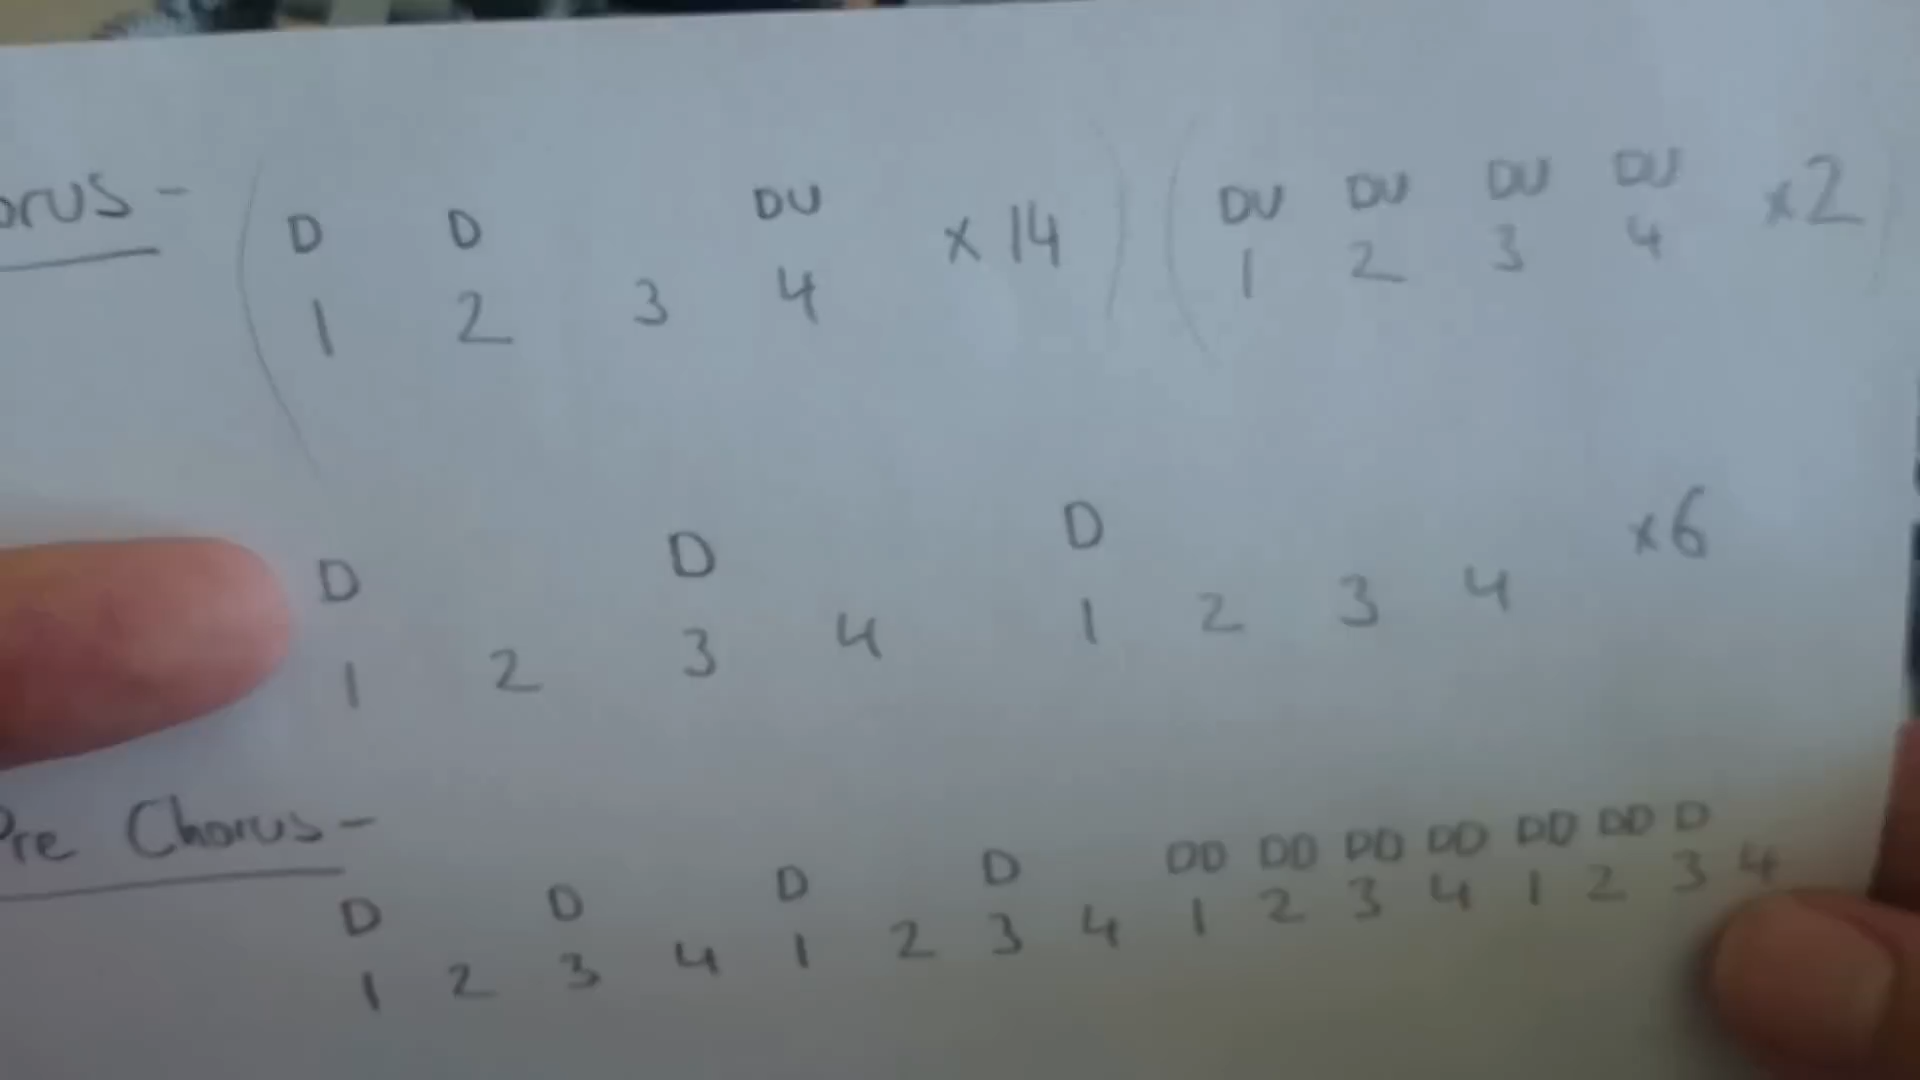 orus - ( D D DU x 14 ) ( DU DU DU DU x2 )
1 2 3 4 1 2 3 4
D D D x6
1 2 3 4 1 2 3 4
Pre Chorus -
D D D D DD DD DD DD DD DD D
1 2 3 4 1 2 3 4 1 2 3 4 1 2 3 4